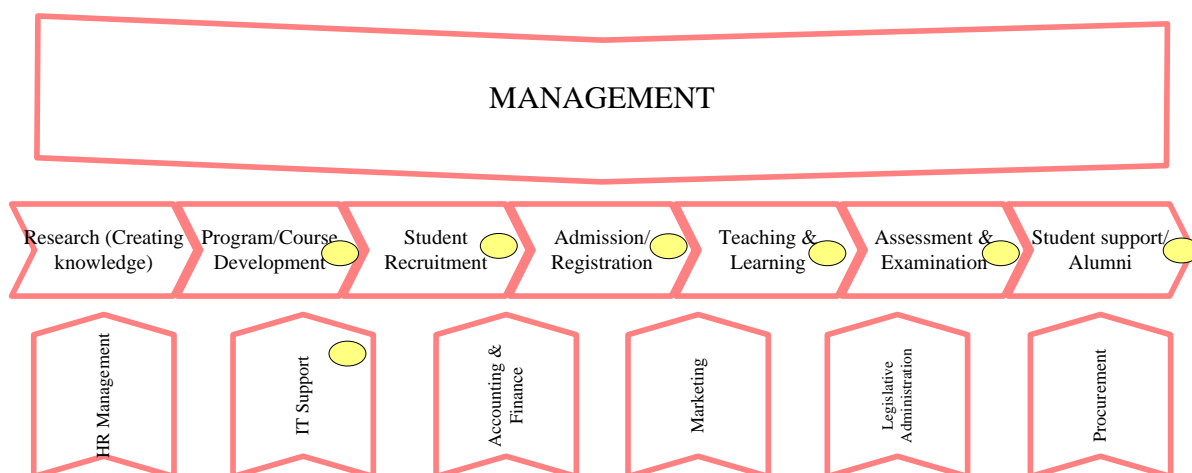 MANAGEMENT
Research (Creating
knowledge)
Program/Course
Development
Student
Recruitment
Admission/
Registration
Teaching &
Learning
Assessment &
Examination
Student support/
Alumni
HR Management
IT Support
Accounting &
Finance
Marketing
Legislative
Administration
Procurement